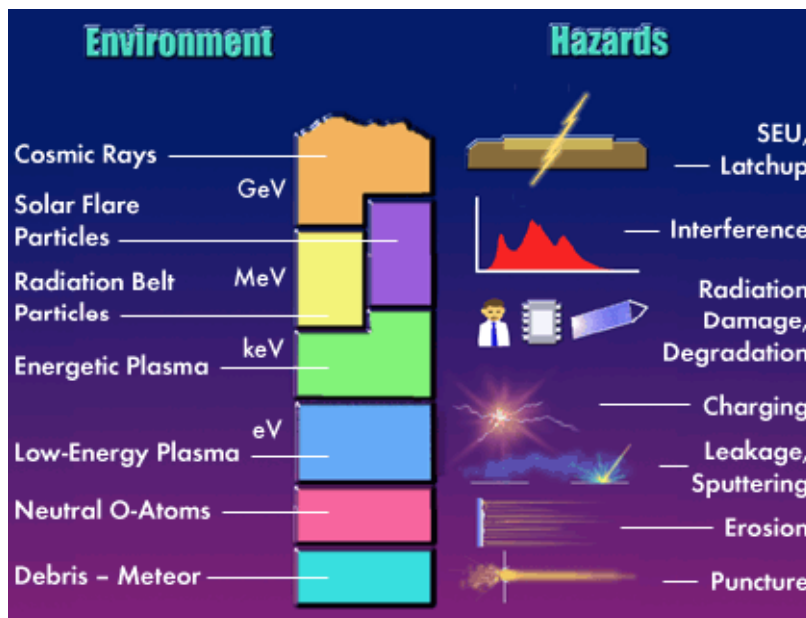 Environment
Hazards
Cosmic Rays
GeV
Solar Flare
Particles
MeV
Radiation Belt
Particles
keV
Energetic Plasma
eV
Low-Energy Plasma
Neutral O-Atoms
Debris – Meteor
SEU,
Latchup
Interference
Radiation
Damage,
Degradation
Charging
Leakage,
Sputtering
Erosion
Puncture